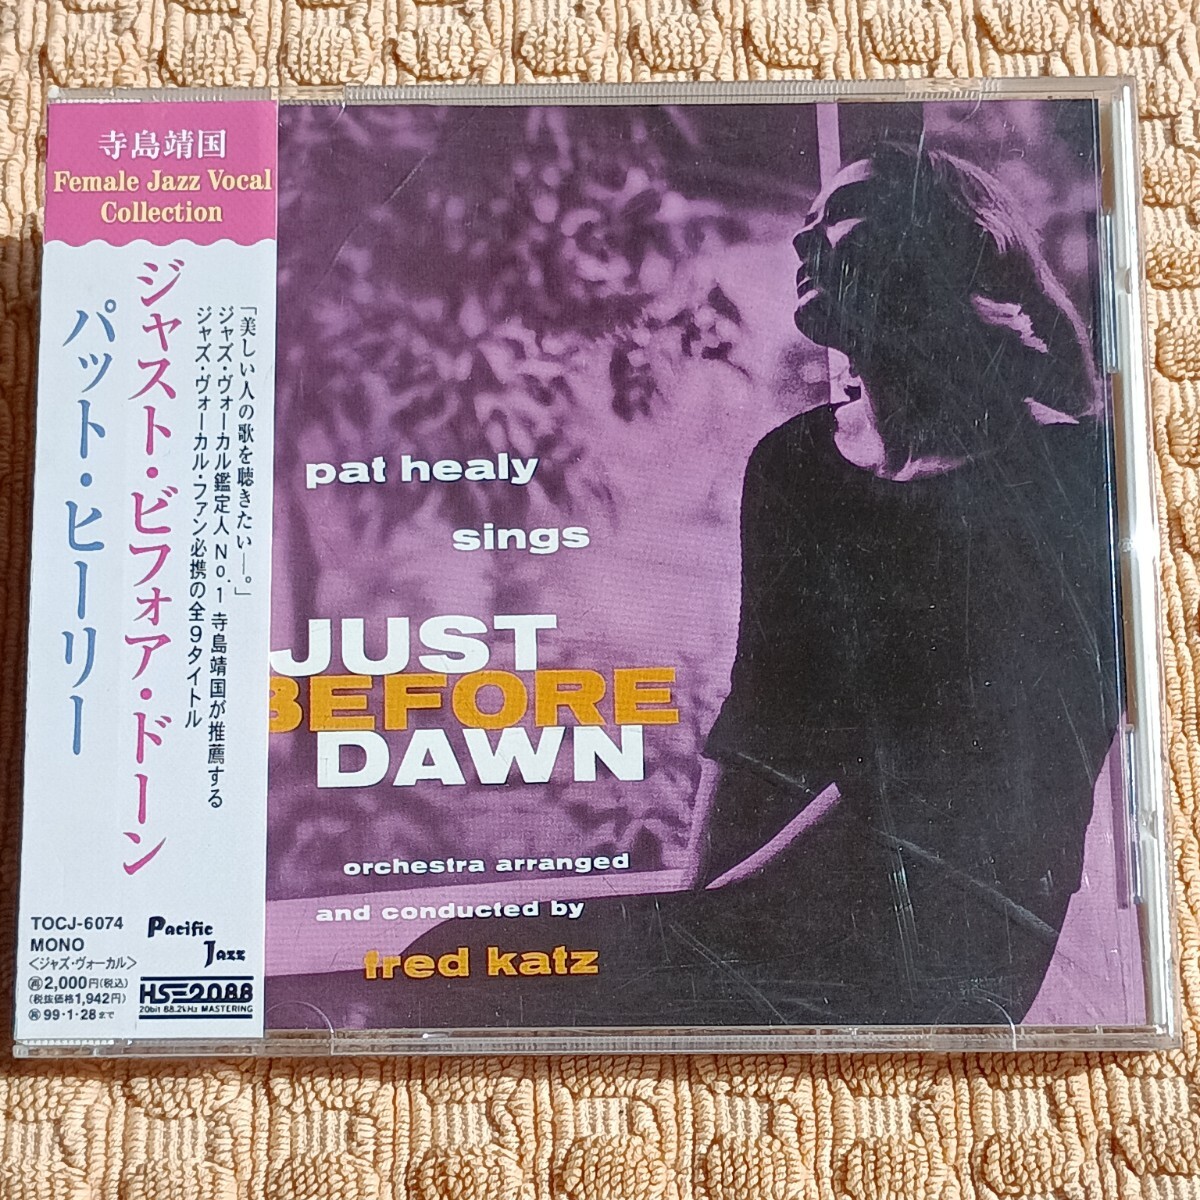 寺島靖国
Female Jazz Vocal
Collection
ジャスト・ビフォア・ドーン
パット・ヒーリー
「美しい人の歌を聴きたい―。」
ジャズ・ヴォーカル鑑定人No.1寺島靖国が推薦する
ジャズ・ヴォーカル・ファン必携の全9タイトル
TOCJ-6074
MONO
<ジャズ・ヴォーカル>
Ⓡ2,000円(税込)
(税抜価格1,942円)
Ⓡ99・1・28まで
Pacific
Jazz
HS=2088
20bit 88.2kHz MASTERING
pat healy
sings
JUST
BEFORE
DAWN
orchestra arranged
and conducted by
fred katz